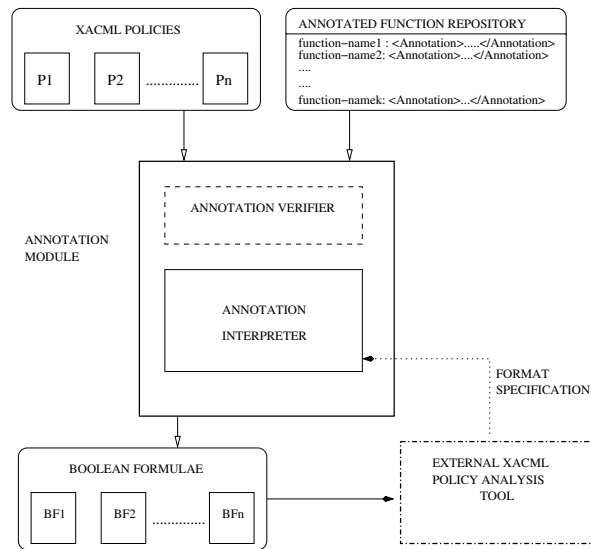 XACML POLICIES
P1
P2
..............
Pn
ANNOTATED FUNCTION REPOSITORY
function−name1 : <Annotation>.....</Annotation>
function−name2: <Annotation>....</Annotation>
....
....
function−namek: <Annotation>...</Annotation>
ANNOTATION VERIFIER
ANNOTATION
MODULE
ANNOTATION
INTERPRETER
FORMAT
SPECIFICATION
BOOLEAN FORMULAE
BF1
BF2
..............
BFn
EXTERNAL XACML
POLICY ANALYSIS
TOOL